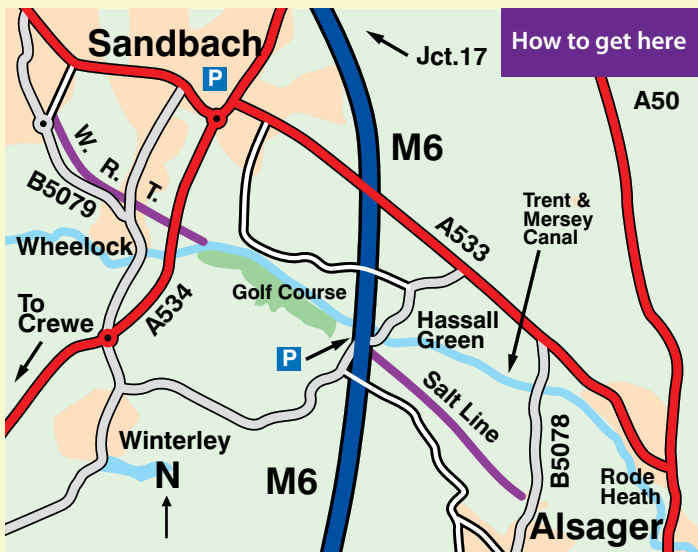 How to get here
Sandbach
P
Jct.17
A50
M6
W. R. T.
B5079
A533
Trent &
Mersey
Canal
Wheelock
Golf Course
To
Crewe
A534
Hassall
Green
P
Salt Line
Winterley
N
M6
B5078
Rode
Heath
Alsager